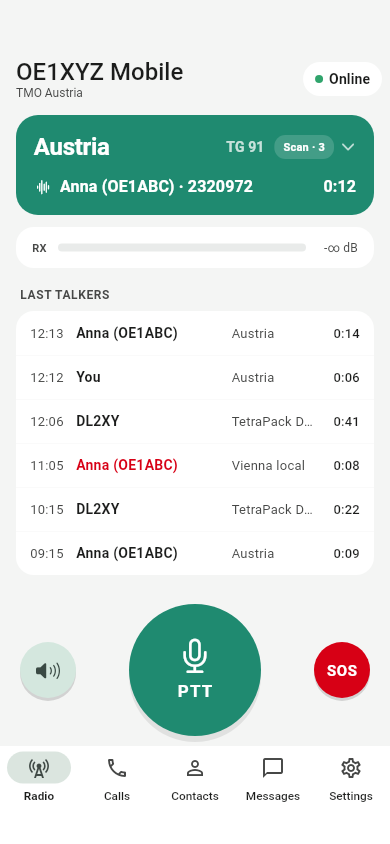 OE1XYZ Mobile
TMO Austria
Online
Austria TG 91 Scan · 3
Anna (OE1ABC) · 2320972 0:12
RX -∞ dB
LAST TALKERS
12:13 Anna (OE1ABC) Austria 0:14
12:12 You Austria 0:06
12:06 DL2XY TetraPack D… 0:41
11:05 Anna (OE1ABC) Vienna local 0:08
10:15 DL2XY TetraPack D… 0:22
09:15 Anna (OE1ABC) Austria 0:09
PTT
SOS
Radio Calls Contacts Messages Settings